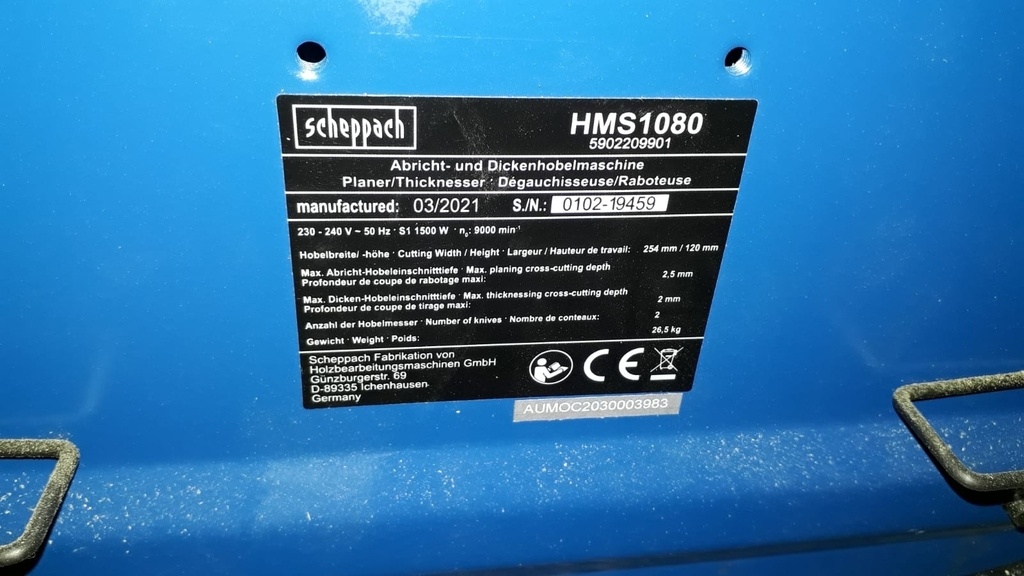 scheppach
HMS1080
5902209901
Abricht- und Dickenhobelmaschine
Planer/Thicknesser · Dégauchisseuse/Raboteuse
manufactured: 03/2021 S./N.: 0102-19459
230 - 240 V ~ 50 Hz · S1 1500 W · n₀: 9000 min⁻¹
Hobelbreite/ -höhe · Cutting Width / Height · Largeur / Hauteur de travail: 254 mm / 120 mm
Max. Abricht-Hobeleinschnitttiefe · Max. planing cross-cutting depth
Profondeur de coupe de rabotage maxi: 2,5 mm
Max. Dicken-Hobeleinschnitttiefe · Max. thicknessing cross-cutting depth
Profondeur de coupe de tirage maxi: 2 mm
Anzahl der Hobelmesser · Number of knives · Nombre de conteaux: 2
Gewicht · Weight · Poids: 26,5 kg
Scheppach Fabrikation von
Holzbearbeitungsmaschinen GmbH
Günzburgerstr. 69
D-89335 Ichenhausen
Germany
CE
AUMOC2030003983